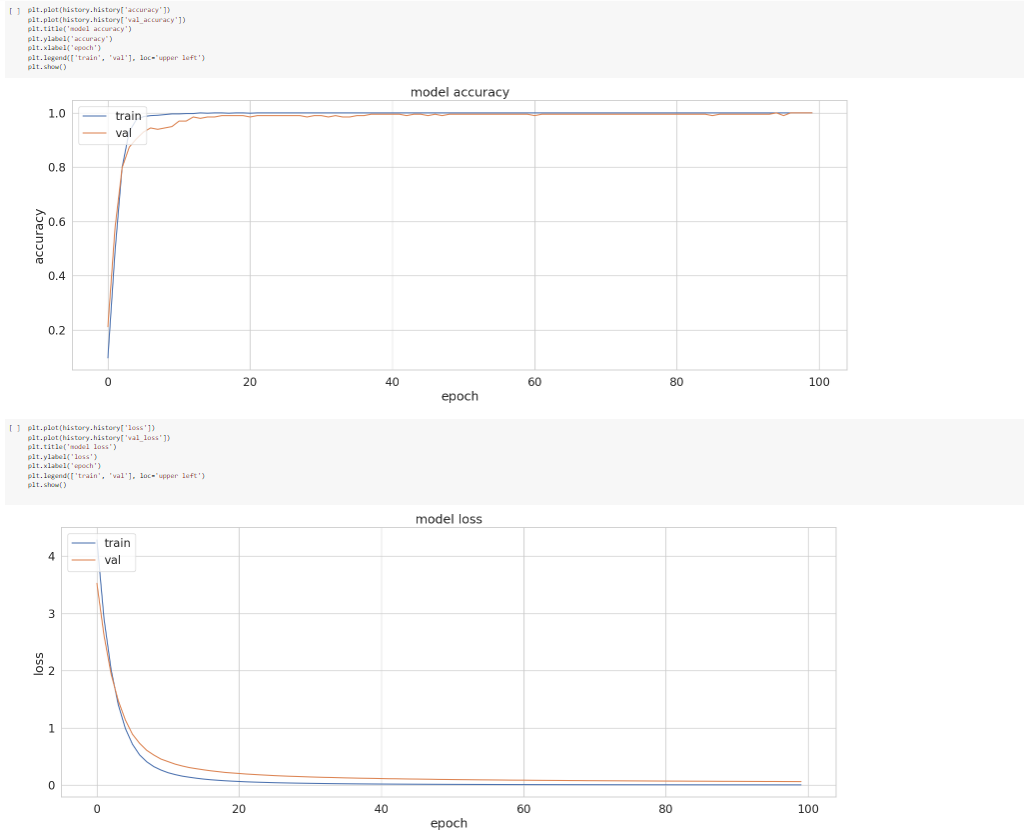 [ ] plt.plot(history.history['accuracy'])
plt.plot(history.history['val_accuracy'])
plt.title('model accuracy')
plt.ylabel('accuracy')
plt.xlabel('epoch')
plt.legend(['train', 'val'], loc='upper left')
plt.show()
model accuracy
train
val
1.0
0.8
0.6
0.4
0.2
accuracy
0 20 40 60 80 100
epoch
[ ] plt.plot(history.history['loss'])
plt.plot(history.history['val_loss'])
plt.title('model loss')
plt.ylabel('loss')
plt.xlabel('epoch')
plt.legend(['train', 'val'], loc='upper left')
plt.show()
model loss
train
val
4
3
2
1
0
loss
0 20 40 60 80 100
epoch